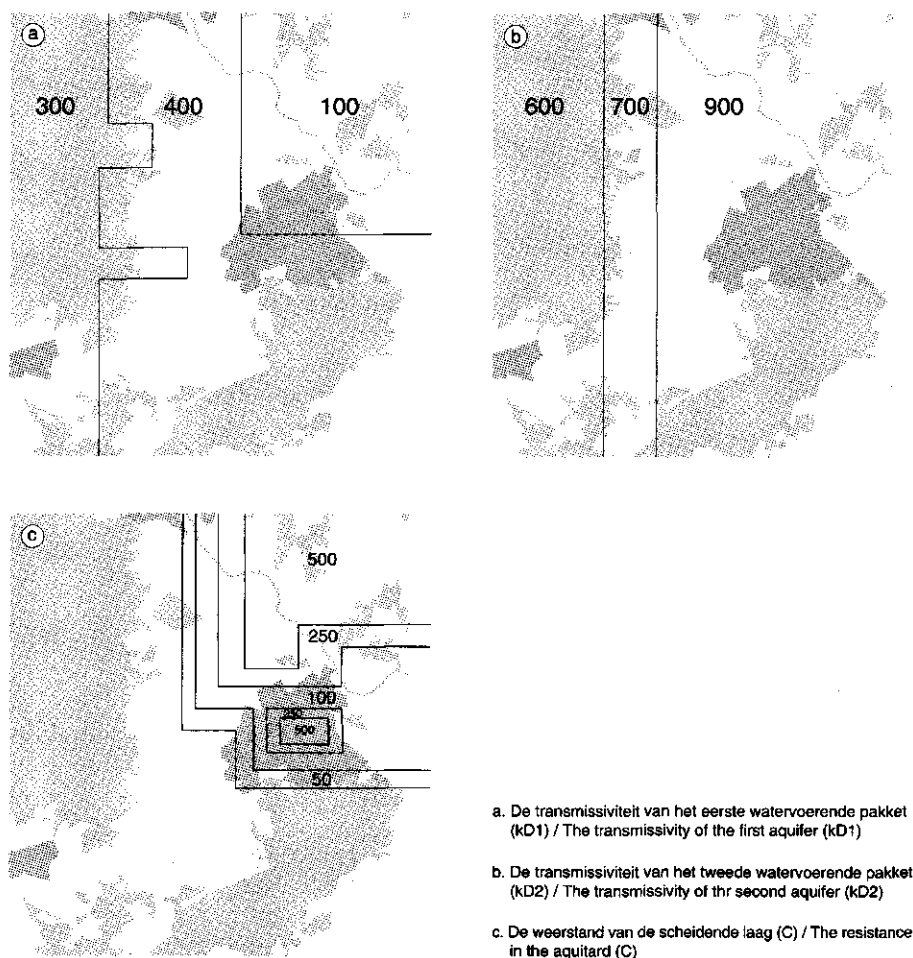 a
300 400 100
b
600 700 900
c
500
250
100
250
500
50
a. De transmissiviteit van het eerste watervoerende pakket
(kD1) / The transmissivity of the first aquifer (kD1)
b. De transmissiviteit van het tweede watervoerende pakket
(kD2) / The transmissivity of thr second aquifer (kD2)
c. De weerstand van de scheidende laag (C) / The resistance
in the aquitard (C)